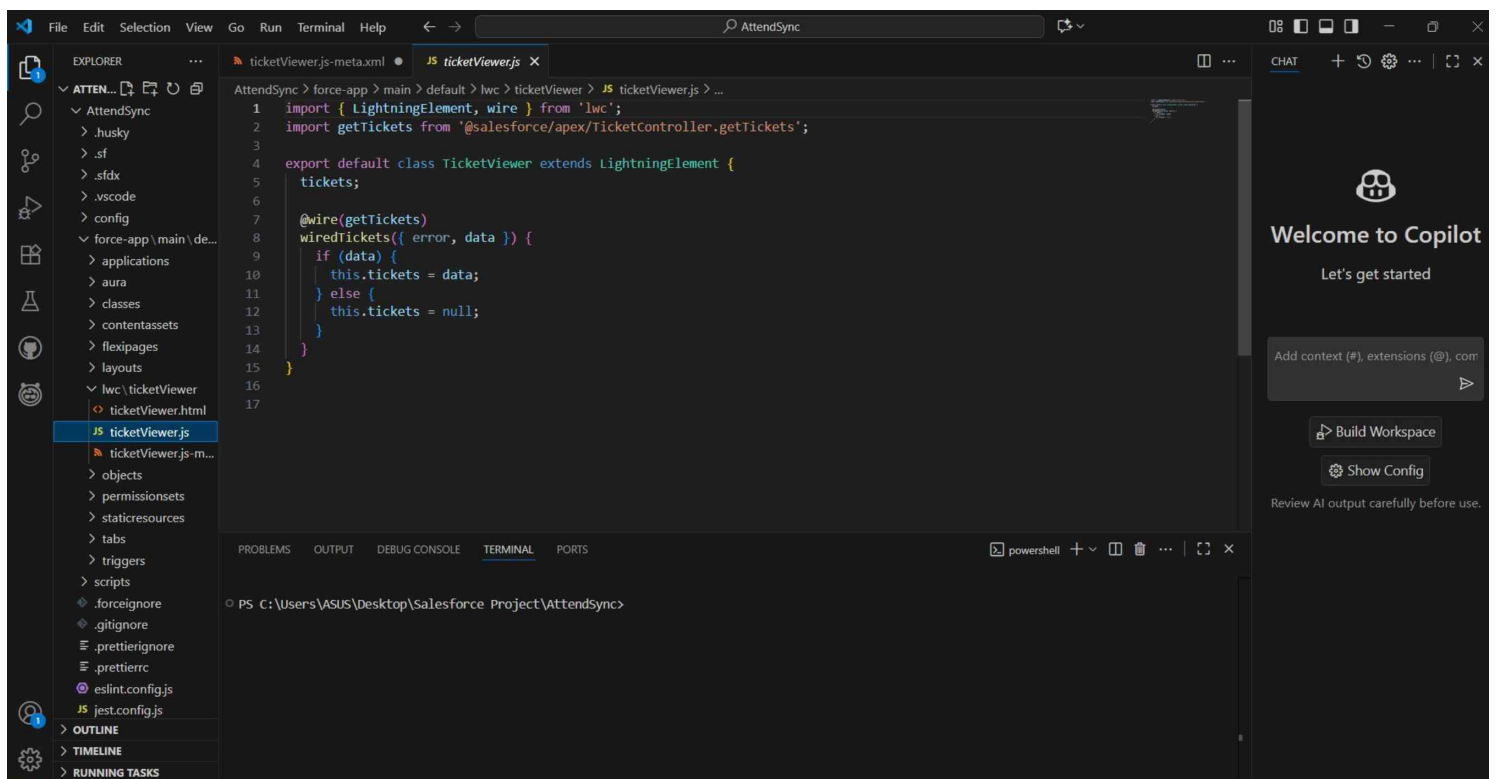 File Edit Selection View Go Run Terminal Help
AttendSync
EXPLORER
ATTEN...
AttendSync
.husky
.sf
.sfdx
.vscode
config
force-app\main\de...
applications
aura
classes
contentassets
flexipages
layouts
lwc\ticketViewer
ticketViewer.html
JS ticketViewer.js
ticketViewer.js-m...
objects
permissionsets
staticresources
tabs
triggers
scripts
.forceignore
.gitignore
.prettierignore
.prettierrc
eslint.config.js
JS jest.config.js
OUTLINE
TIMELINE
RUNNING TASKS
1
1
ticketViewer.js-meta.xml
JS ticketViewer.js
AttendSync > force-app > main > default > lwc > ticketViewer > JS ticketViewer.js > ...
1 import { LightningElement, wire } from 'lwc';
2 import getTickets from '@salesforce/apex/TicketController.getTickets';
3
4 export default class TicketViewer extends LightningElement {
5 tickets;
6
7 @wire(getTickets)
8 wiredTickets({ error, data }) {
9 if (data) {
10 this.tickets = data;
11 } else {
12 this.tickets = null;
13 }
14 }
15 }
16
17
PROBLEMS OUTPUT DEBUG CONSOLE TERMINAL PORTS
powershell
PS C:\Users\ASUS\Desktop\Salesforce Project\AttendSync>
CHAT
Welcome to Copilot
Let's get started
Add context (#), extensions (@), com
Build Workspace
Show Config
Review AI output carefully before use.